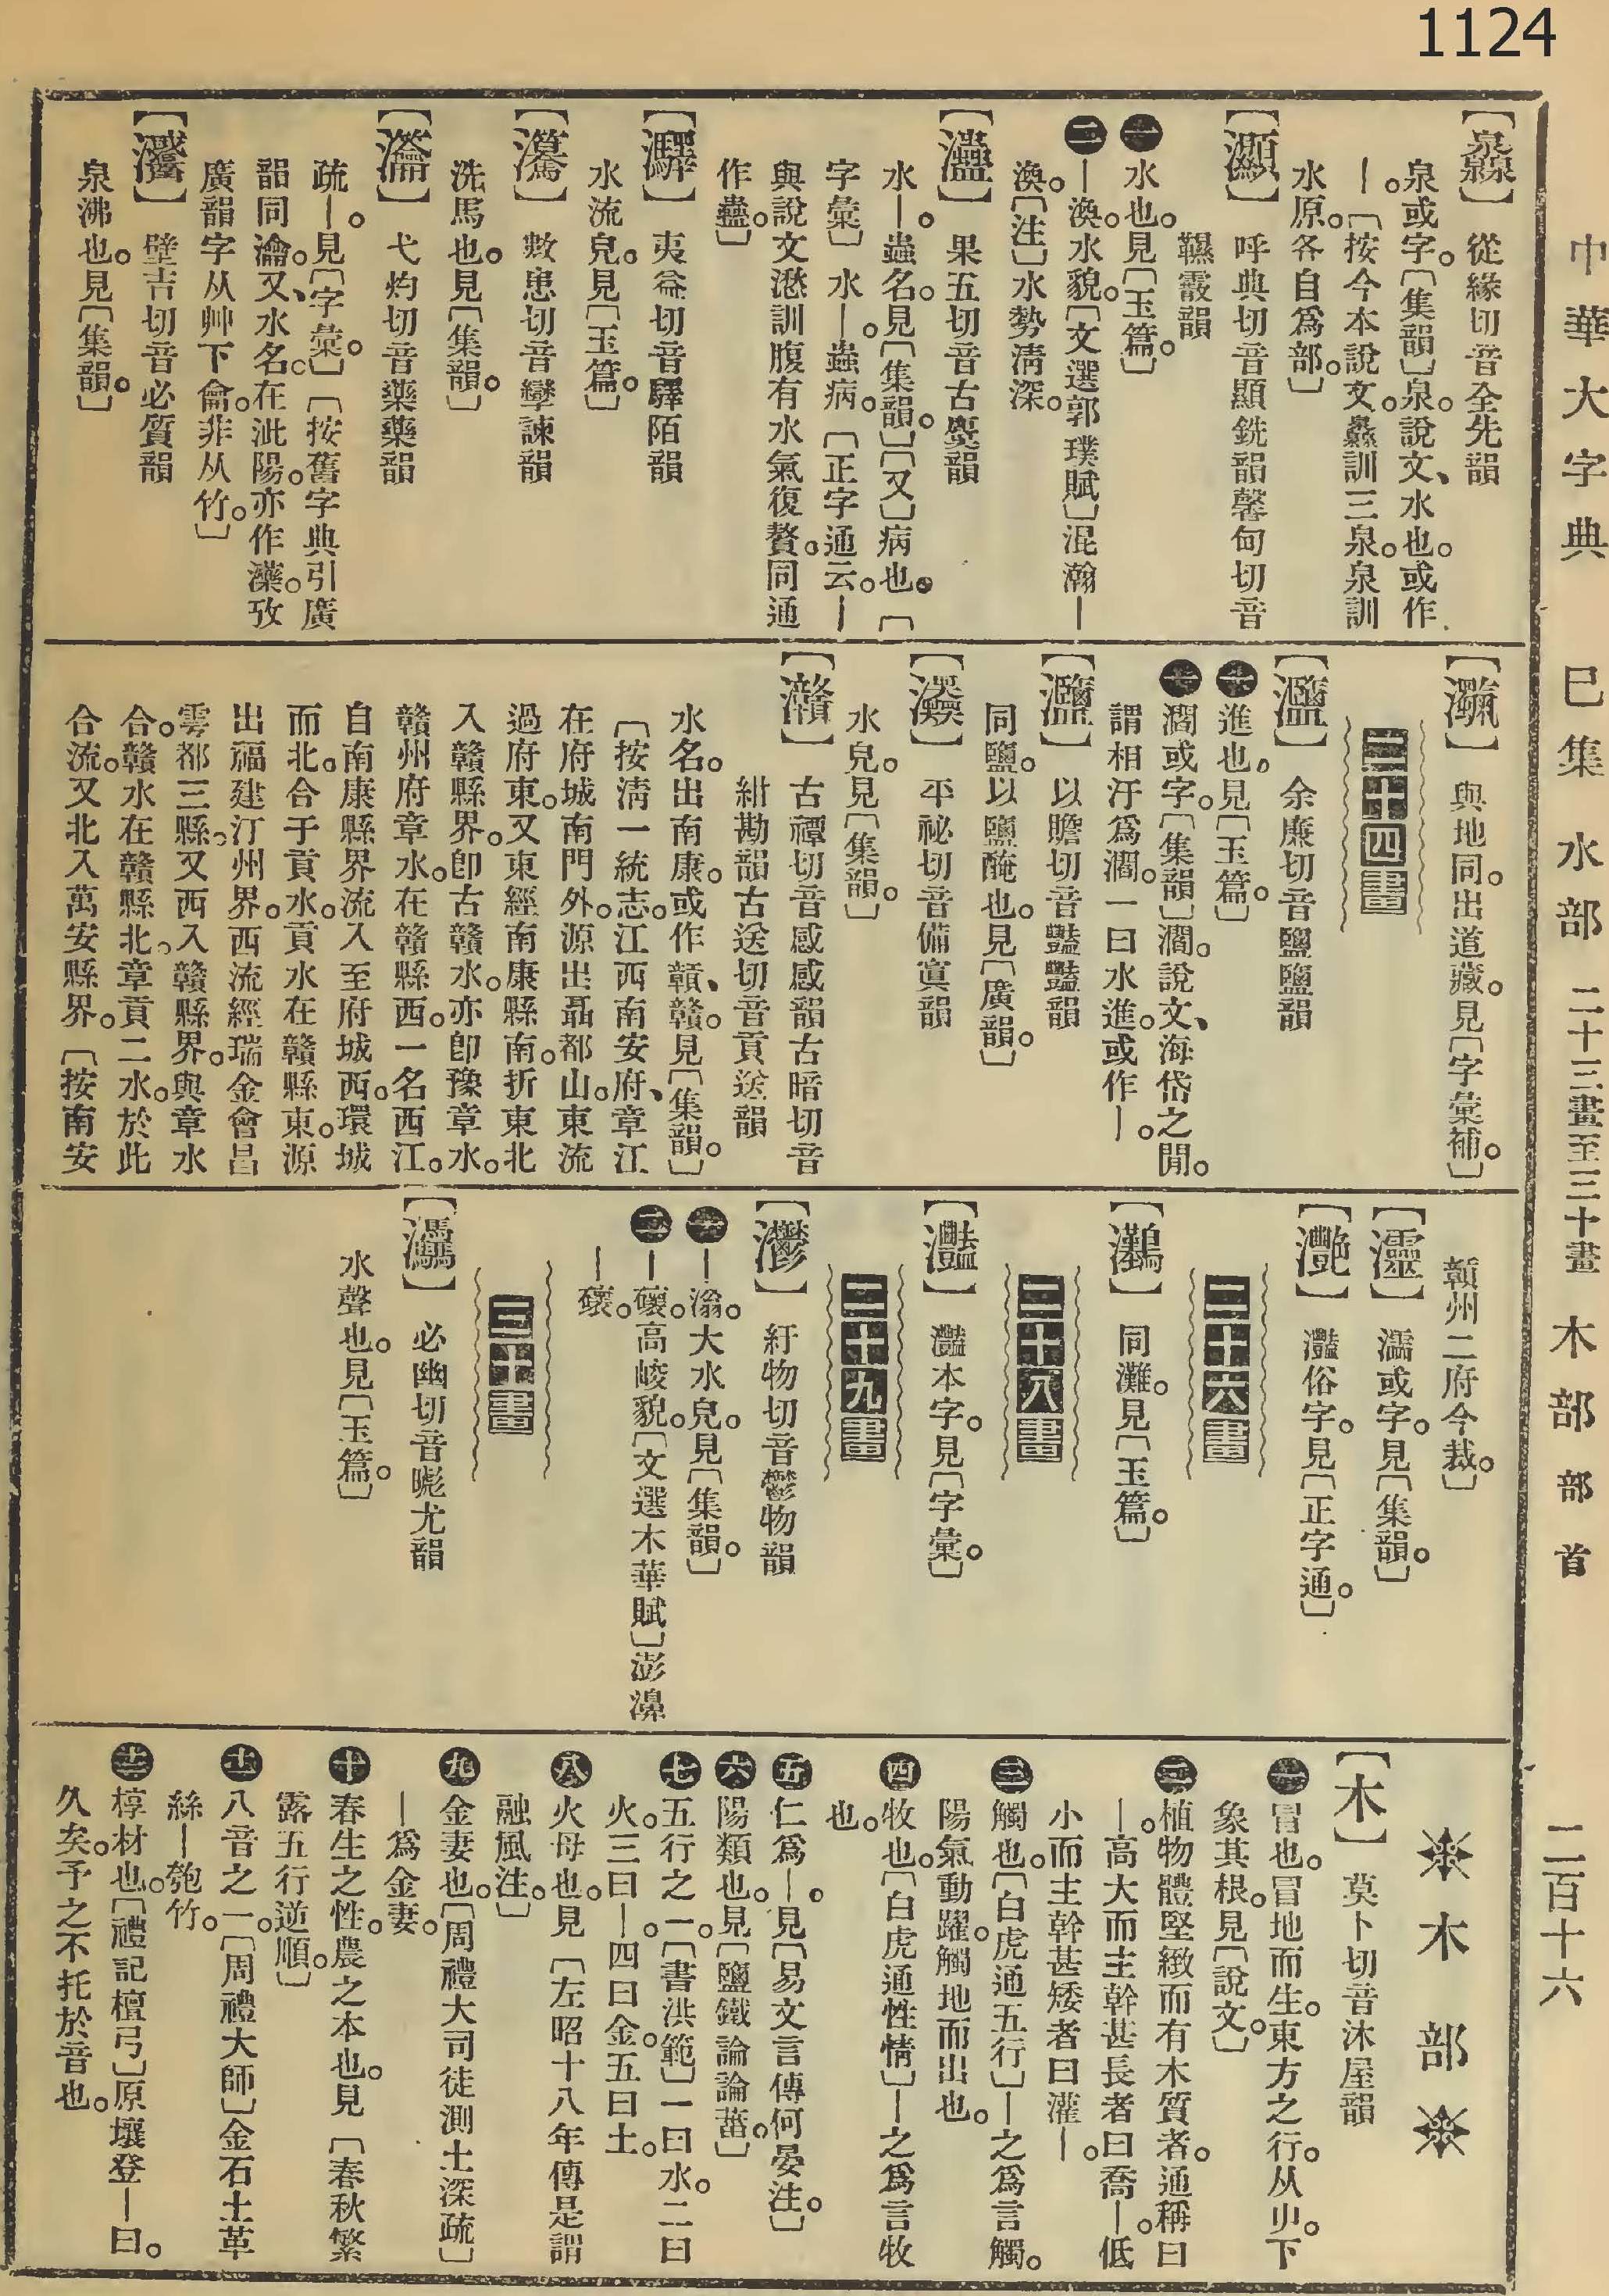 1124
中華大字典 巳集 水部 二十三畫至三十畫 木部 部首 二百十六
【灥】 從緣切音全先韻
泉或字。〔集韻〕泉。說文、水也。或作
｜。〔按今本說文。灥訓三泉。泉訓
水原。各自爲部。〕
【灦】 呼典切音顯銑韻馨甸切音
韅霰韻
㊀水也。見〔玉篇。〕
㊁｜渙。水貌。〔文選郭璞賦〕混瀚｜
渙。〔注〕水勢淸深。
果五切音古麌韻
水｜。蟲名。見〔集韻。〕〔又〕病也。〔
字彙〕水｜。蟲病。〔正字通云。｜
與說文訓腹有水氣復贅。同通
作蠱。〕
夷益切音驛陌韻
水流皃。見〔玉篇。〕
數患切音孿諫韻
洗馬也。見〔集韻。〕
弋灼切音藥藥韻
疏｜。見〔字彙。〕〔按舊字典引廣
韻同瀹。又、水名。在沘陽。亦作濼。攷
廣韻字从艸下龠。非从竹。〕
壁吉切音必質韻
泉沸也。見〔集韻。〕
與地同。出道藏。見〔字彙補。〕
二十四畫
【灩】 余廉切音鹽鹽韻
㊀進也。見〔玉篇。〕
㊁瀾或字。〔集韻〕瀾。說文、海岱之閒。
謂相汙爲瀾。一曰水進。或作｜。
以贍切音豔豔韻
同鹽。以鹽醃也。見〔廣韻。〕
平祕切音備寘韻
水皃。見〔集韻。〕
【灨】 古禫切音感感韻古暗切音
紺勘韻古送切音貢送韻
水名。出南康。或作贑、贛。見〔集韻。〕
〔按淸一統志。江西南安府、章江
在府城南門外。源出聶都山。東流
過府東。又東經南康縣南。折東北
入贛縣界。卽古贛水。亦卽豫章水。
贛州府章水。在贛縣西。一名西江。
自南康縣界流入至府城西。環城
而北。合于貢水。貢水在贛縣東。源
出福建汀州界。西流經瑞金會昌
雩都三縣。又西入贛縣界。與章水
合。贛水在贛縣北。章貢二水。於此
合流。又北入萬安縣界。〔按南安
贛州二府今裁。〕
【灵】 濡或字。見〔集韻。〕
【灔】 灩俗字。見〔正字通。〕
二十六畫
同灘。見〔玉篇。〕
二十八畫
【灩】 灩本字。見〔字彙。〕
二十九畫
【灪】 紆物切音鬱物韻
㊀｜滃。大水皃。見〔集韻。〕
㊁｜礚。高峻貌。〔文選木華賦〕澎濞
｜礚。
三十畫
必幽切音彪尤韻
水聲也。見〔玉篇。〕
木部
【木】 莫卜切音沐屋韻
㊀冒也。冒地而生。東方之行。从屮。下
象其根。見〔說文。〕
㊁植物體堅緻而有木質者。通稱曰
｜。高大而主幹甚長者曰喬｜。低
小而主幹甚矮者曰灌｜。
㊂觸也。〔白虎通五行〕｜之爲言觸。
陽氣動躍。觸地而出也。
㊃牧也。〔白虎通性情〕｜之爲言牧
也。
㊄仁爲｜。見〔易文言傳何晏注。〕
㊅陽類也。見〔鹽鐵論論菑。〕
㊆五行之一。〔書洪範〕一曰水。二曰
火。三曰｜。四曰金。五曰土。
㊇火母也。見〔左昭十八年傳是謂
融風注。〕
㊈金妻也。〔周禮大司徒測土深疏〕
｜爲金妻。
㊉春生之性。農之本也。見〔春秋繁
露五行逆順。〕
⑪八音之一。〔周禮大師〕金石土革
絲｜匏竹。
⑫椁材也。〔禮記檀弓〕原壤登｜曰。
久矣。予之不托於音也。